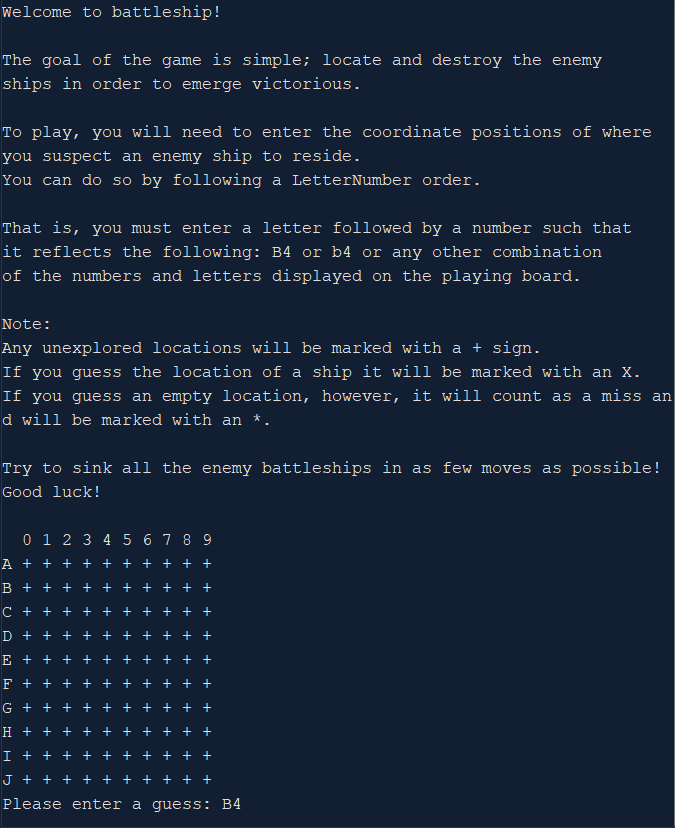 Welcome to battleship!
The goal of the game is simple; locate and destroy the enemy
ships in order to emerge victorious.
To play, you will need to enter the coordinate positions of where
you suspect an enemy ship to reside.
You can do so by following a LetterNumber order.
That is, you must enter a letter followed by a number such that
it reflects the following: B4 or b4 or any other combination
of the numbers and letters displayed on the playing board.
Note:
Any unexplored locations will be marked with a + sign.
If you guess the location of a ship it will be marked with an X.
If you guess an empty location, however, it will count as a miss an
d will be marked with an *.
Try to sink all the enemy battleships in as few moves as possible!
Good luck!
  0 1 2 3 4 5 6 7 8 9
A + + + + + + + + + +
B + + + + + + + + + +
C + + + + + + + + + +
D + + + + + + + + + +
E + + + + + + + + + +
F + + + + + + + + + +
G + + + + + + + + + +
H + + + + + + + + + +
I + + + + + + + + + +
J + + + + + + + + + +
Please enter a guess: B4